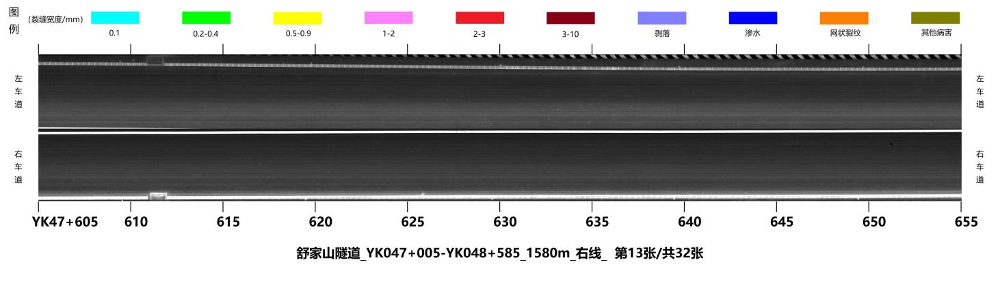 图例 (裂缝宽度/mm) 0.1 0.2-0.4 0.5-0.9 1-2 2-3 3-10 剥落 渗水 网状裂纹 其他病害
左车道 左车道
右车道 右车道
YK47+605 610 615 620 625 630 635 640 645 650 655
舒家山隧道_YK047+005-YK048+585_1580m_右线_ 第13张/共32张